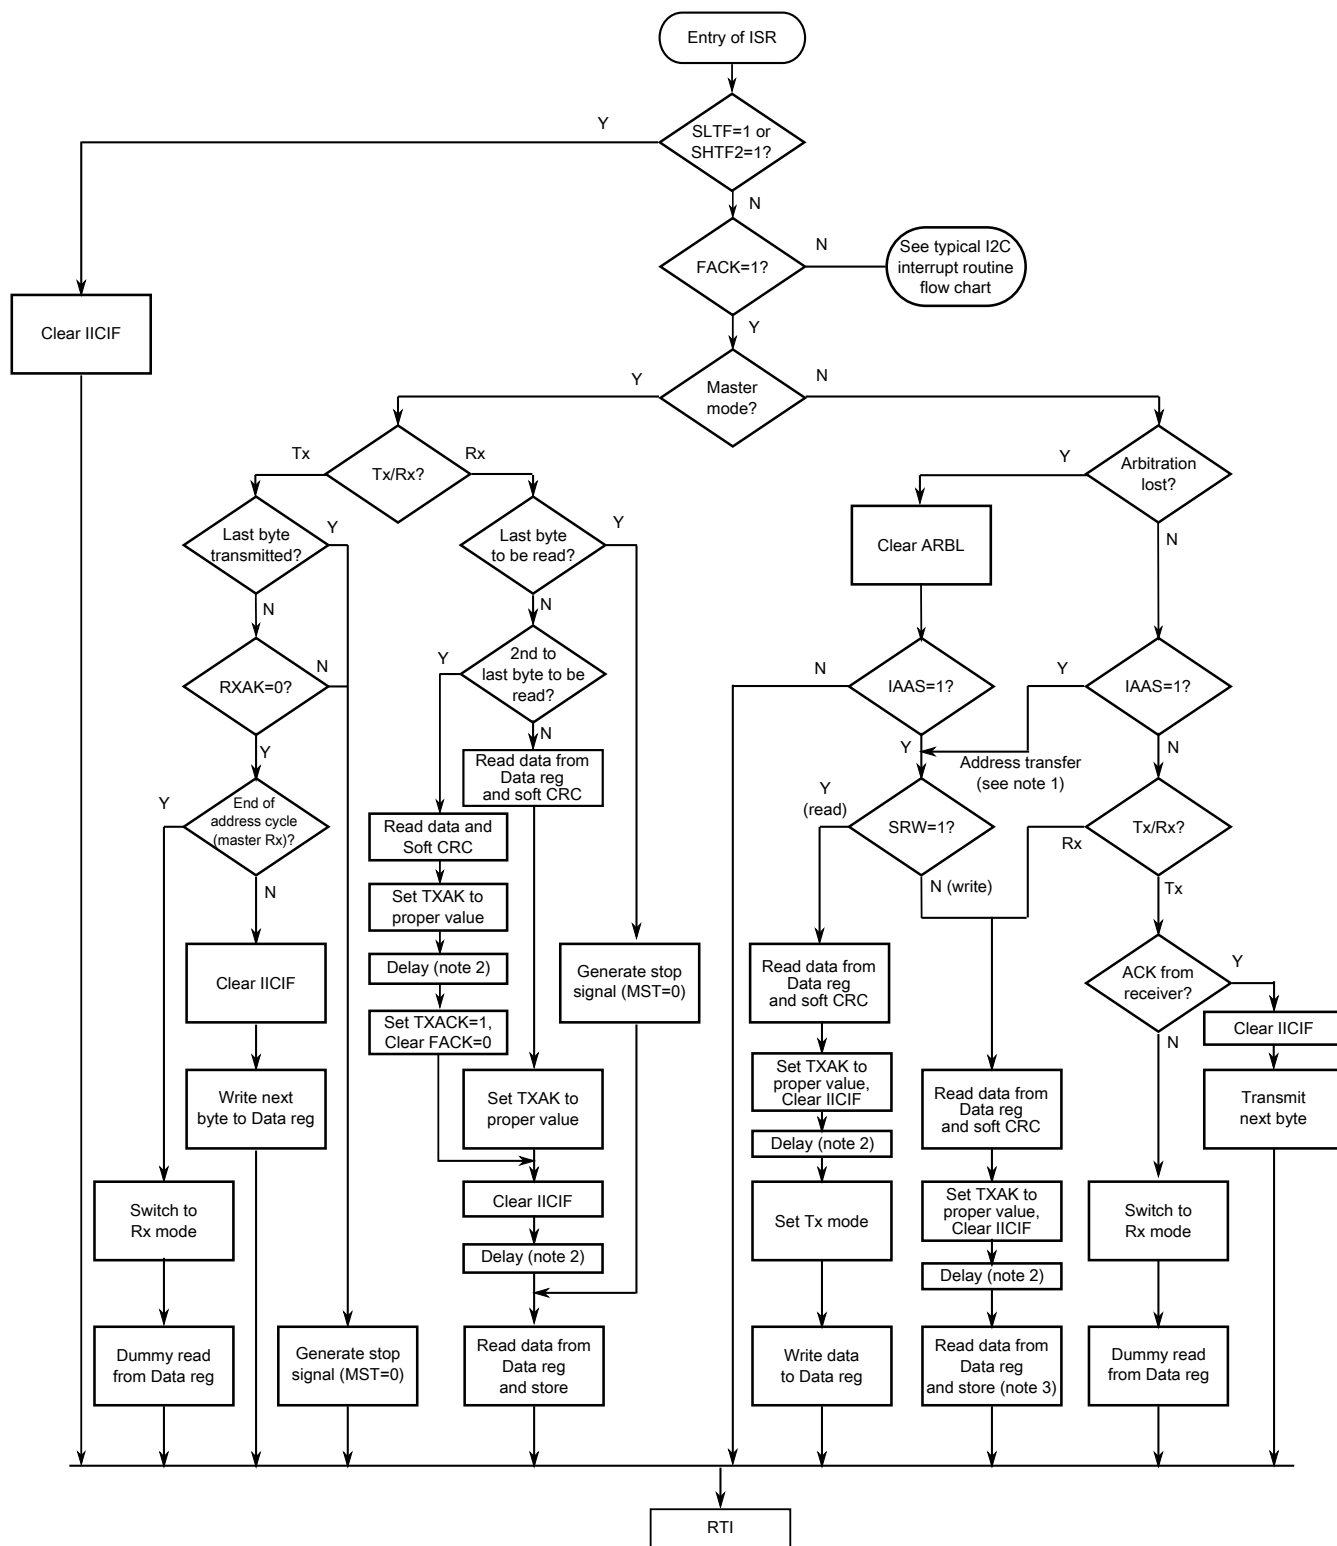 Entry of ISR
Y
SLTF=1 or
SHTF2=1?
N
FACK=1?
N
See typical I2C
interrupt routine
flow chart
Clear IICIF
Y
Y
Master
mode?
N
Tx
Tx/Rx?
Rx
Y
Arbitration
lost?
Last byte
transmitted?
Y
Last byte
to be read?
Y
Clear ARBL
N
N
N
RXAK=0?
N
Y
2nd to
last byte to be
read?
N
IAAS=1?
Y
IAAS=1?
Y
N
Read data from
Data reg
and soft CRC
Y
Address transfer
(see note 1)
N
Y
End of
address cycle
(master Rx)?
Read data and
Soft CRC
Y
(read)
SRW=1?
Rx
Tx/Rx?
N
Set TXAK to
proper value
N (write)
Tx
Clear IICIF
Delay (note 2)
Generate stop
signal (MST=0)
Read data from
Data reg
and soft CRC
ACK from
receiver?
Y
Set TXACK=1,
Clear FACK=0
N
Clear IICIF
Write next
byte to Data reg
Set TXAK to
proper value
Set TXAK to
proper value,
Clear IICIF
Read data from
Data reg
and soft CRC
Transmit
next byte
Delay (note 2)
Switch to
Rx mode
Clear IICIF
Set Tx mode
Set TXAK to
proper value,
Clear IICIF
Switch to
Rx mode
Delay (note 2)
Delay (note 2)
Dummy read
from Data reg
Generate stop
signal (MST=0)
Read data from
Data reg
and store
Write data
to Data reg
Read data from
Data reg
and store (note 3)
Dummy read
from Data reg
RTI